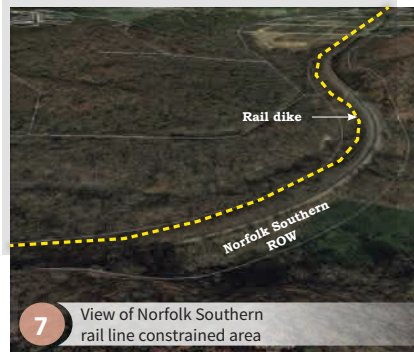 Rail dike
Norfolk Southern
ROW
7
View of Norfolk Southern
rail line constrained area